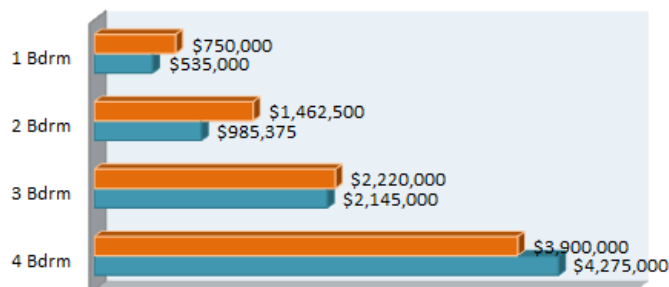 1 Bdrm
$750,000
$535,000
2 Bdrm
$1,462,500
$985,375
3 Bdrm
$2,220,000
$2,145,000
4 Bdrm
$3,900,000
$4,275,000